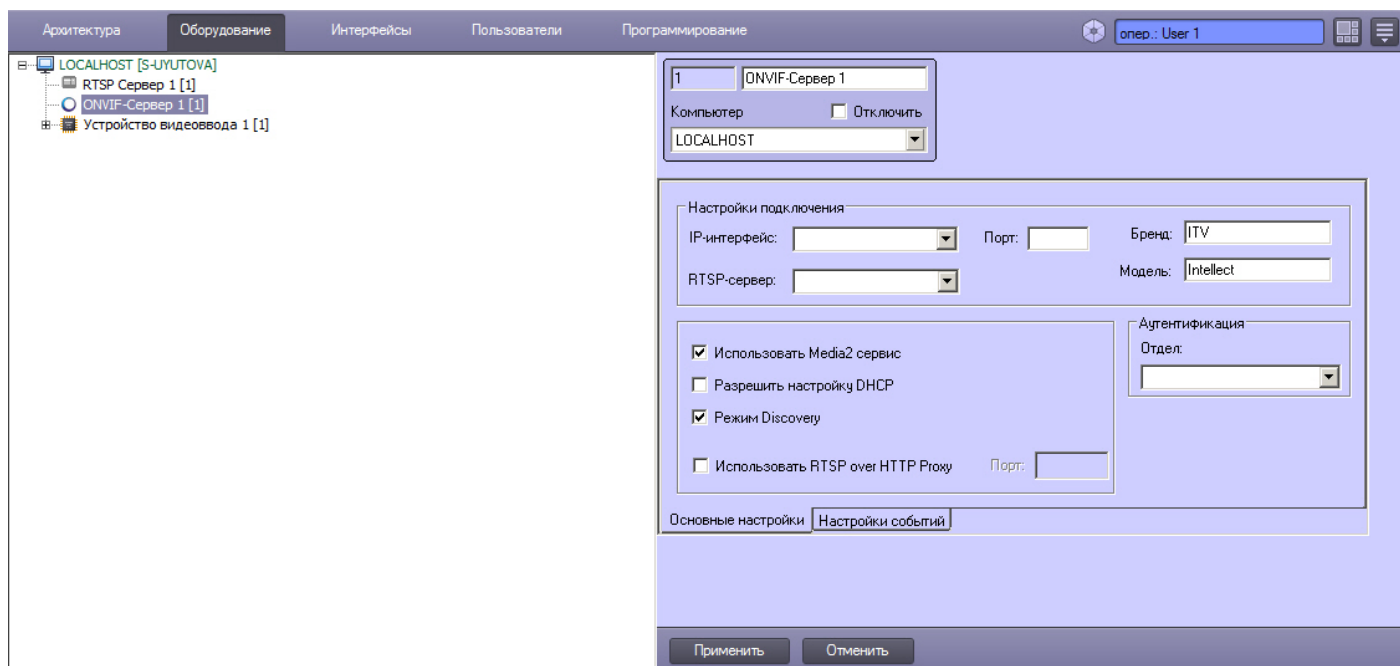 Архитектура Оборудование Интерфейсы Пользователи Программирование опер.: User 1
LOCALHOST [S-UYUTOVA]
RTSP Сервер 1 [1]
ONVIF-Сервер 1 [1]
Устройство видеоввода 1 [1]
1 ONVIF-Сервер 1
Компьютер Отключить
LOCALHOST
Настройки подключения
IP-интерфейс: Порт: Бренд: ITV
RTSP-сервер: Модель: Intellect
Аутентификация
Отдел:
Использовать Media2 сервис
Разрешить настройку DHCP
Режим Discovery
Использовать RTSP over HTTP Proxy Порт:
Основные настройки Настройки событий
Применить Отменить